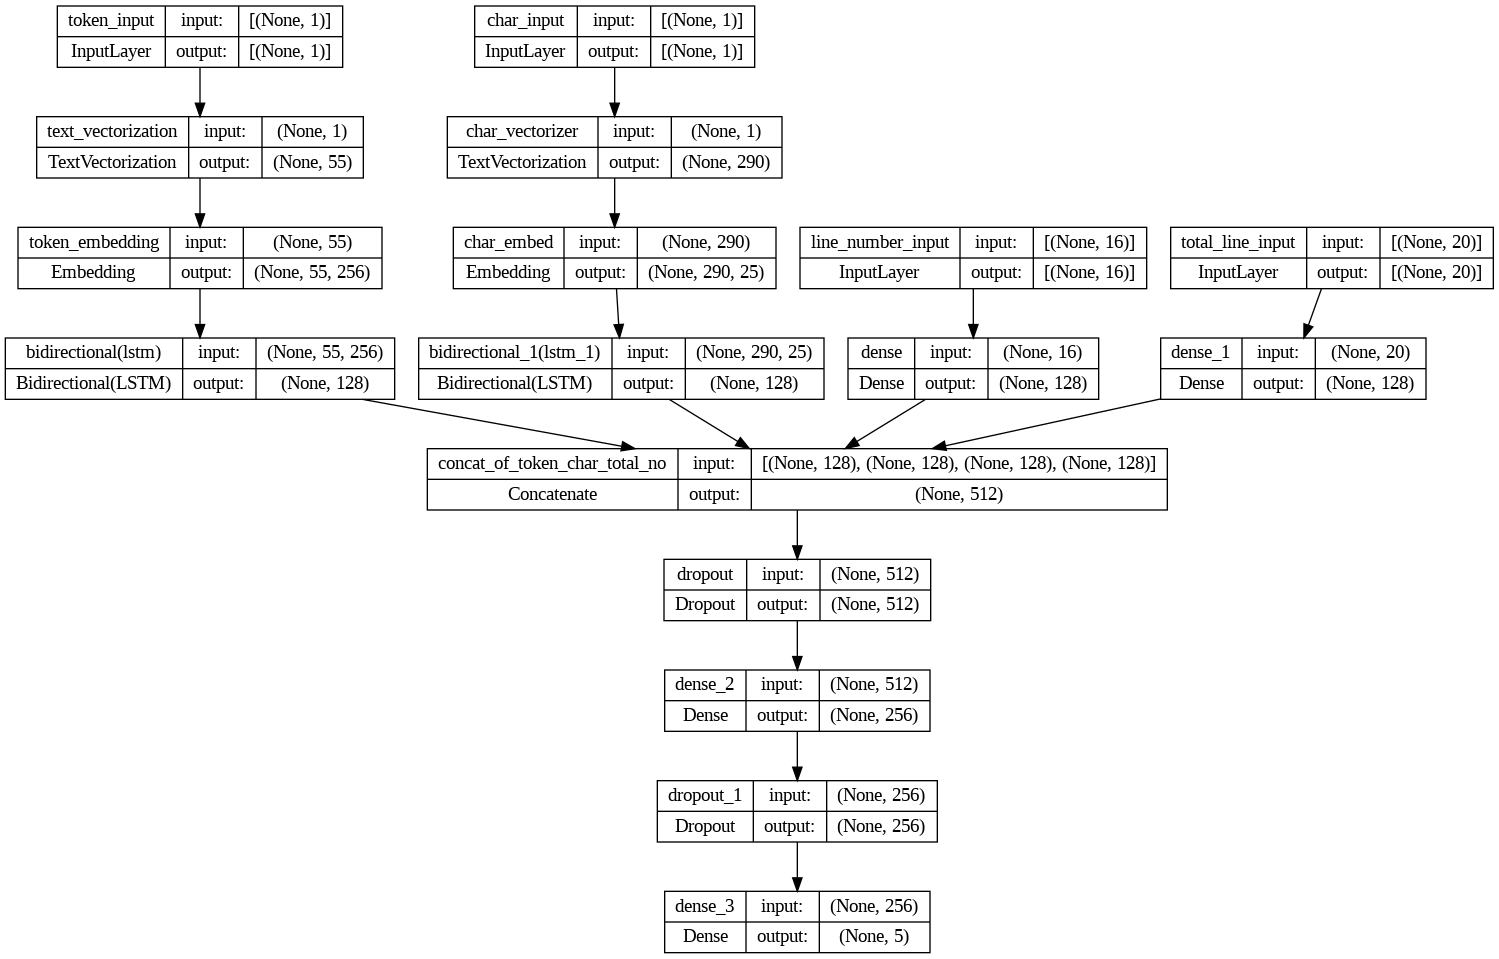 token_input input: [(None, 1)]
InputLayer output: [(None, 1)]
char_input input: [(None, 1)]
InputLayer output: [(None, 1)]
text_vectorization input: (None, 1)
TextVectorization output: (None, 55)
char_vectorizer input: (None, 1)
TextVectorization output: (None, 290)
token_embedding input: (None, 55)
Embedding output: (None, 55, 256)
char_embed input: (None, 290)
Embedding output: (None, 290, 25)
line_number_input input: [(None, 16)]
InputLayer output: [(None, 16)]
total_line_input input: [(None, 20)]
InputLayer output: [(None, 20)]
bidirectional(lstm) input: (None, 55, 256)
Bidirectional(LSTM) output: (None, 128)
bidirectional_1(lstm_1) input: (None, 290, 25)
Bidirectional(LSTM) output: (None, 128)
dense input: (None, 16)
Dense output: (None, 128)
dense_1 input: (None, 20)
Dense output: (None, 128)
concat_of_token_char_total_no input: [(None, 128), (None, 128), (None, 128), (None, 128)]
Concatenate output: (None, 512)
dropout input: (None, 512)
Dropout output: (None, 512)
dense_2 input: (None, 512)
Dense output: (None, 256)
dropout_1 input: (None, 256)
Dropout output: (None, 256)
dense_3 input: (None, 256)
Dense output: (None, 5)